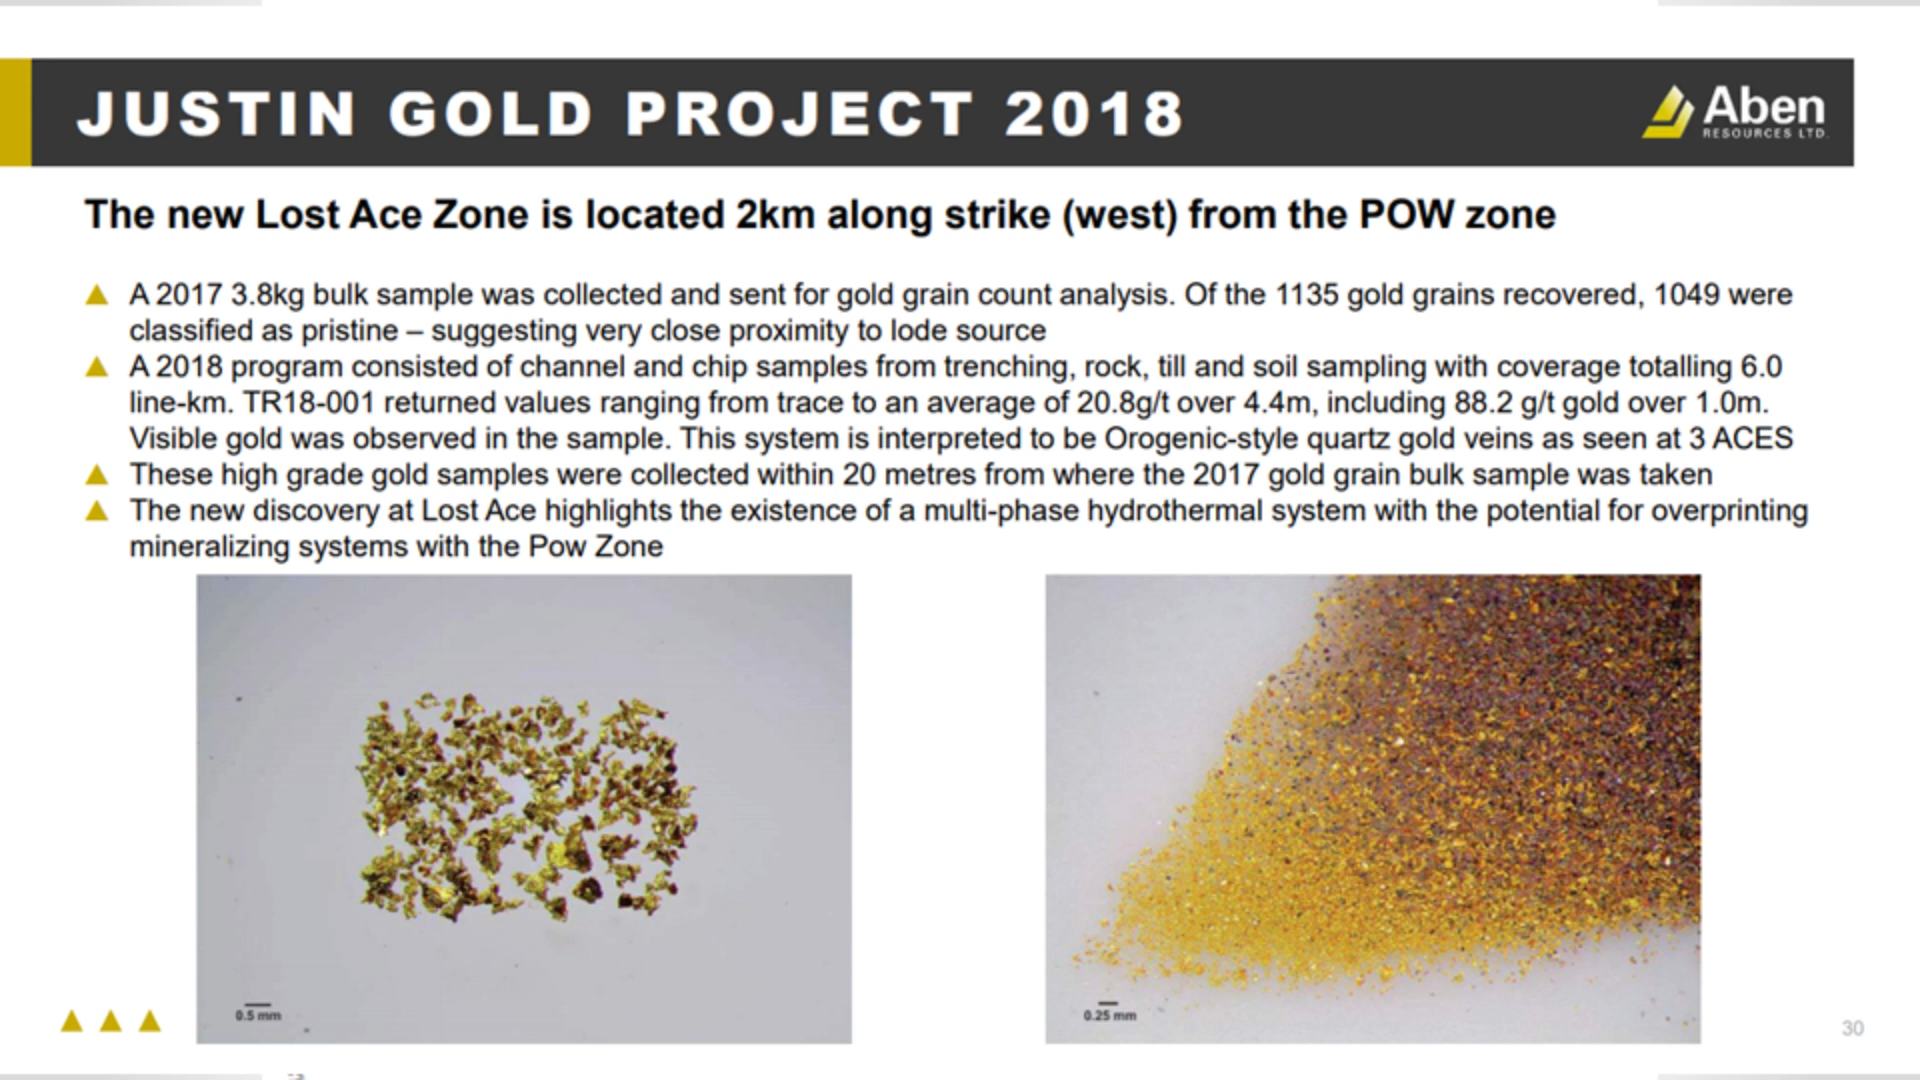 JUSTIN GOLD PROJECT 2018
Aben
RESOURCES LTD.
The new Lost Ace Zone is located 2km along strike (west) from the POW zone
A 2017 3.8kg bulk sample was collected and sent for gold grain count analysis. Of the 1135 gold grains recovered, 1049 were
classified as pristine – suggesting very close proximity to lode source
A 2018 program consisted of channel and chip samples from trenching, rock, till and soil sampling with coverage totalling 6.0
line-km. TR18-001 returned values ranging from trace to an average of 20.8g/t over 4.4m, including 88.2 g/t gold over 1.0m.
Visible gold was observed in the sample. This system is interpreted to be Orogenic-style quartz gold veins as seen at 3 ACES
These high grade gold samples were collected within 20 metres from where the 2017 gold grain bulk sample was taken
The new discovery at Lost Ace highlights the existence of a multi-phase hydrothermal system with the potential for overprinting
mineralizing systems with the Pow Zone
0.5 mm
0.25 mm
30